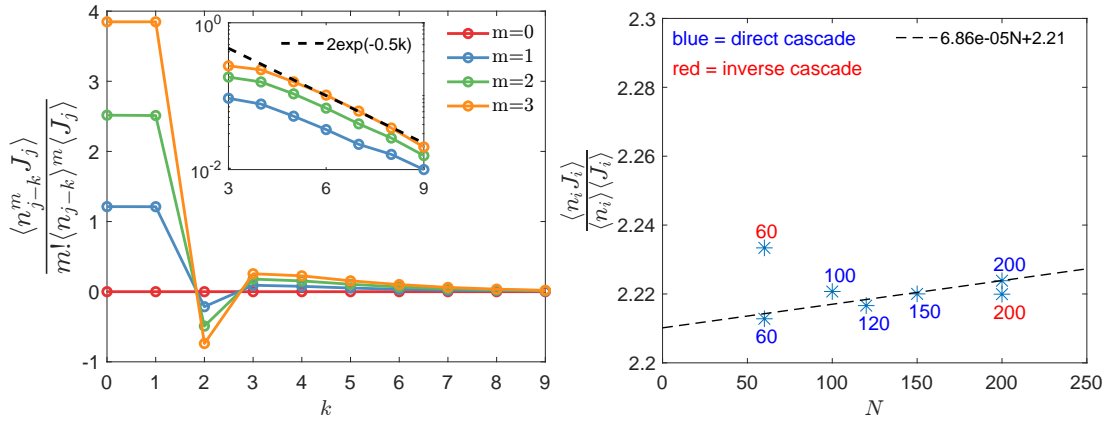 4
3
2
1
0
-1
0 1 2 3 4 5 6 7 8 9
k
⟨n^m_{j−k} J_j⟩
m!⟨n_{j−k}⟩^m⟨J_j⟩
10^0
10^-2
3 6 9
2exp(-0.5k)
m=0
m=1
m=2
m=3
2.3
2.28
2.26
2.24
2.22
2.2
0 50 100 150 200 250
N
⟨n_i J_i⟩
⟨n_i⟩⟨J_i⟩
blue = direct cascade
red = inverse cascade
6.86e-05N+2.21
60
60
100
120
150
200
200